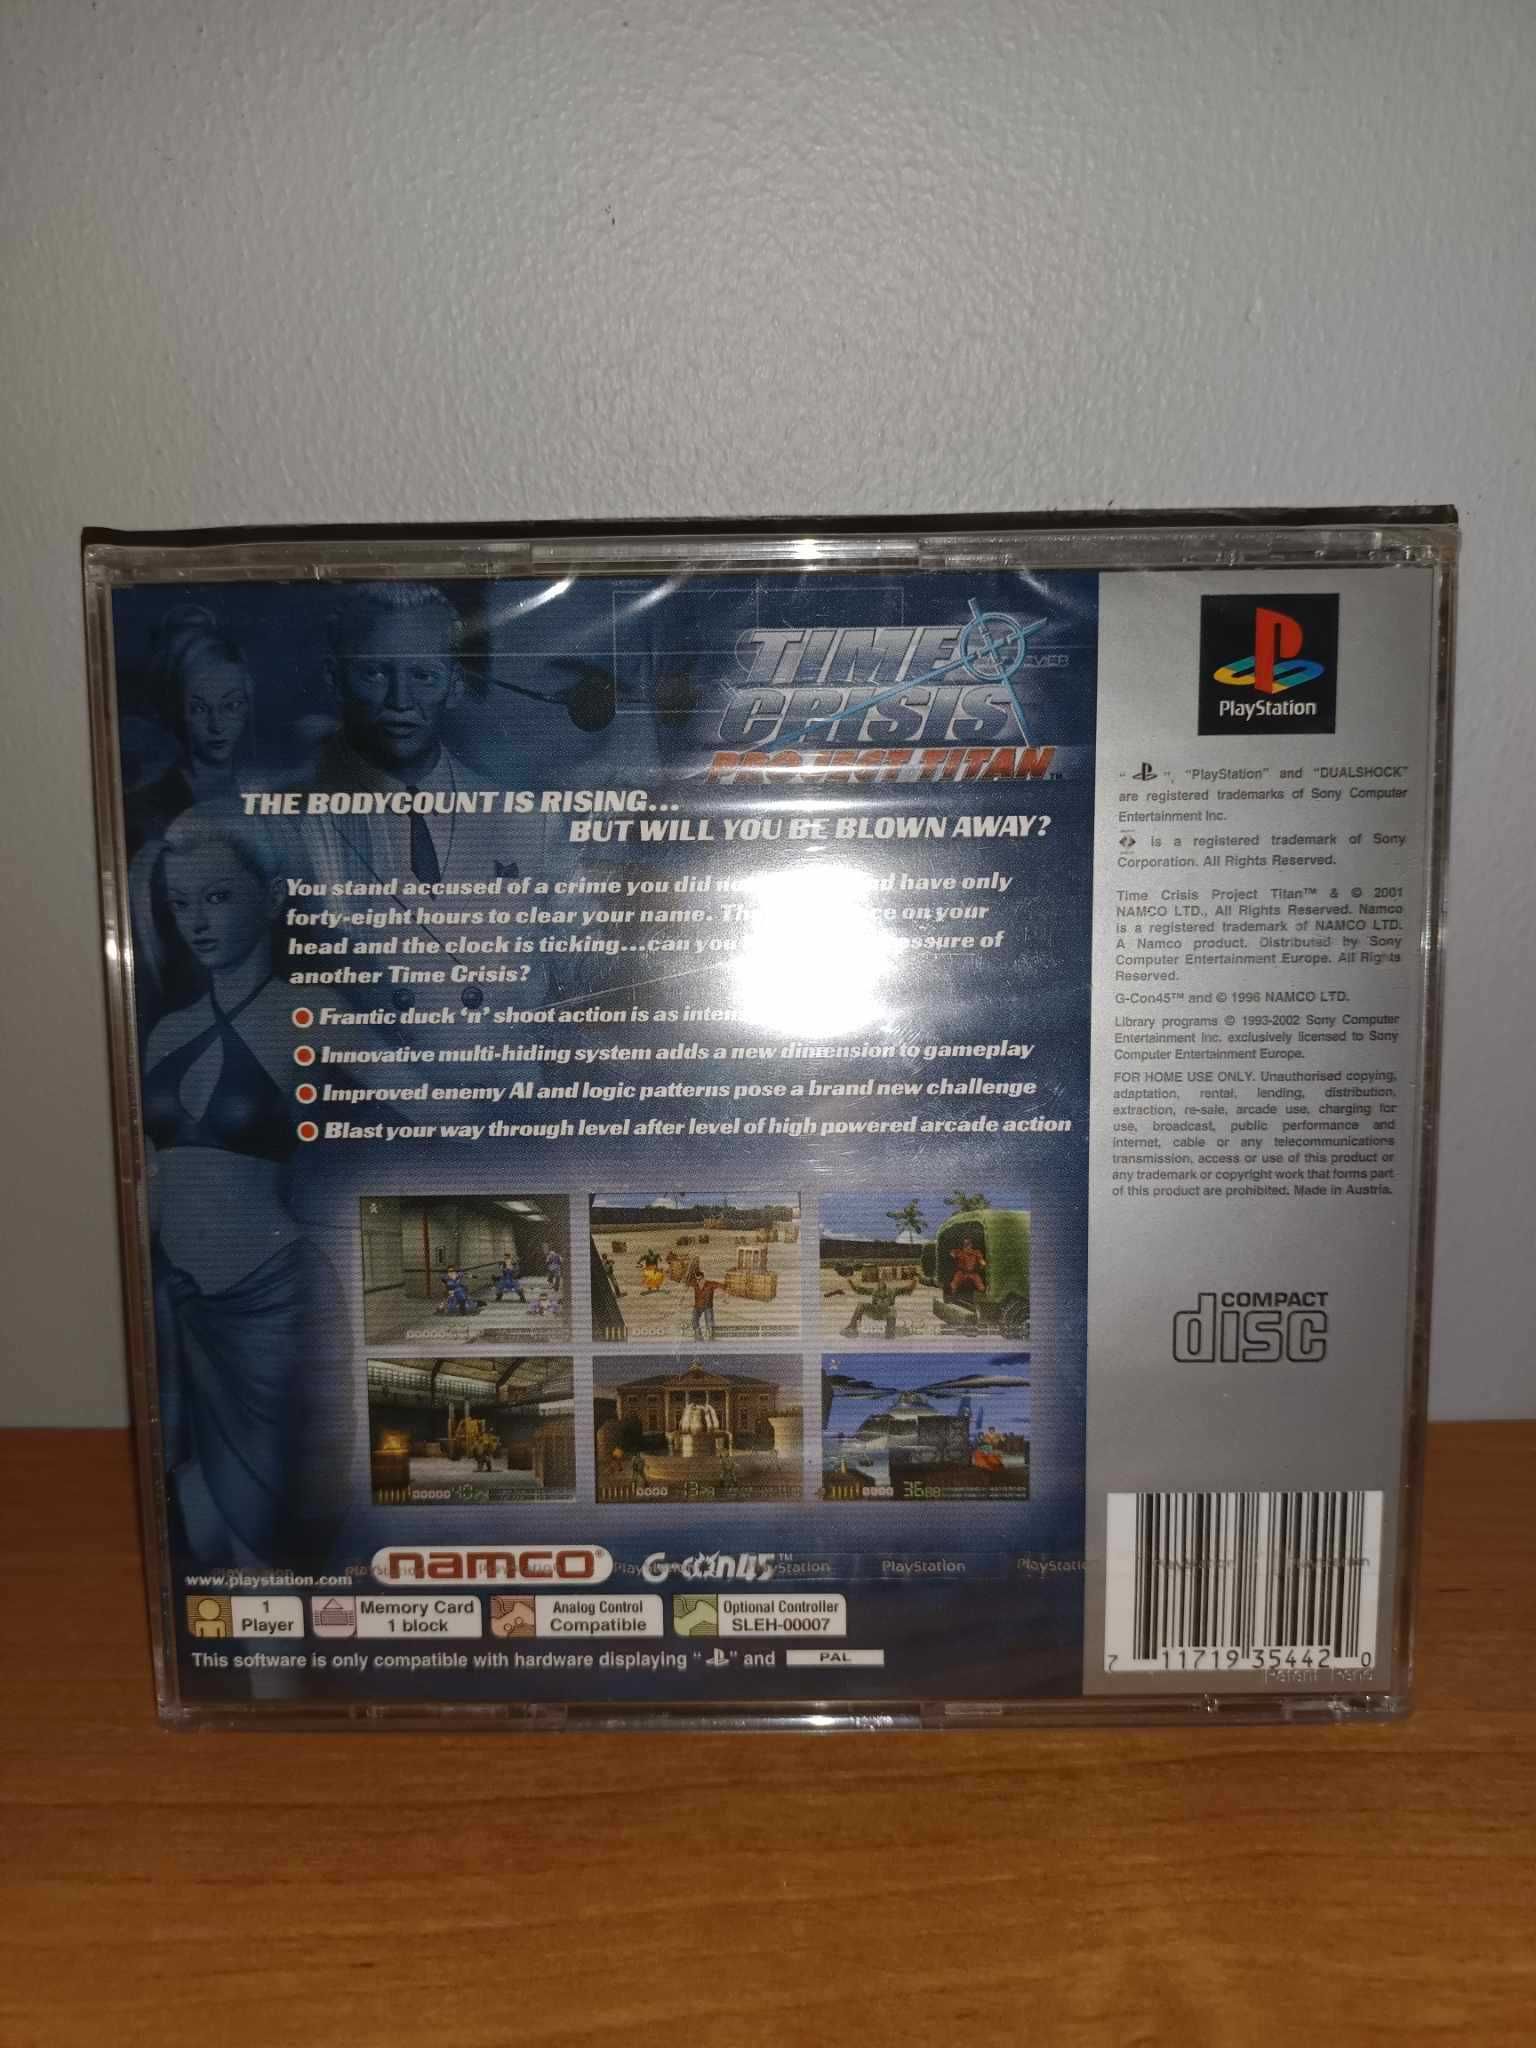 TIME
CRISIS
PROJECT TITAN™
THE BODYCOUNT IS RISING...
BUT WILL YOU BE BLOWN AWAY?
You stand accused of a crime you did have only
forty-eight hours to clear your name. on your
head and the clock is ticking...can you of
another Time Crisis?
Frantic duck 'n' shoot action is as
Innovative multi-hiding system adds a new dimension to gameplay
Improved enemy AI and logic patterns pose a brand new challenge
Blast your way through level after level of high powered arcade action
www.playstation.com
namco®
G-Con45™
PlayStation PlayStation
1
Player
Memory Card
1 block
Analog Control
Compatible
Optional Controller
SLEH-00007
This software is only compatible with hardware displaying " " and PAL
PlayStation
" ", "PlayStation" and "DUALSHOCK"
are registered trademarks of Sony Computer
Entertainment Inc.
is a registered trademark of Sony
Corporation. All Rights Reserved.
Time Crisis Project Titan™ & © 2001
NAMCO LTD., All Rights Reserved. Namco
is a registered trademark of NAMCO LTD.
A Namco product. Distributed by Sony
Computer Entertainment Europe. All Rights
Reserved.
G-Con45™ and © 1996 NAMCO LTD.
Library programs © 1993-2002 Sony Computer
Entertainment Inc. exclusively licensed to Sony
Computer Entertainment Europe.
FOR HOME USE ONLY. Unauthorised copying,
adaptation, rental, lending, distribution,
extraction, re-sale, arcade use, charging for
use, broadcast, public performance and
internet, cable or any telecommunications
transmission, access or use of this product or
any trademark or copyright work that forms part
of this product are prohibited. Made in Austria.
COMPACT
disc
7 11719 35442 0